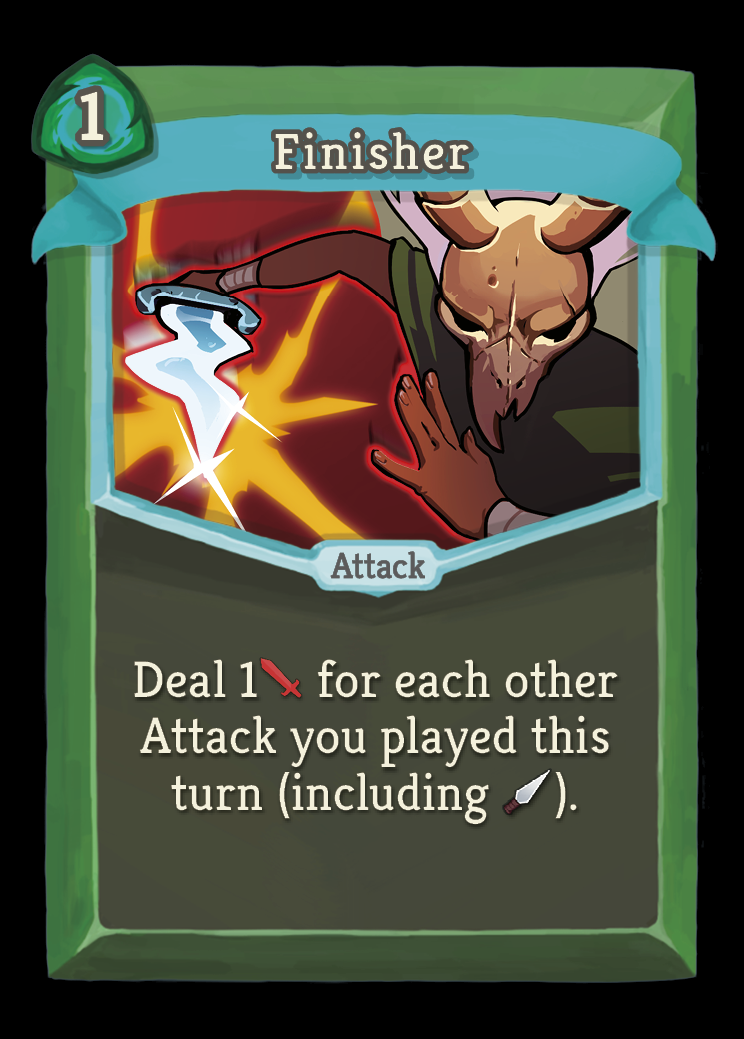 1
Finisher
Attack
Deal 1 for each other
Attack you played this
turn (including ).